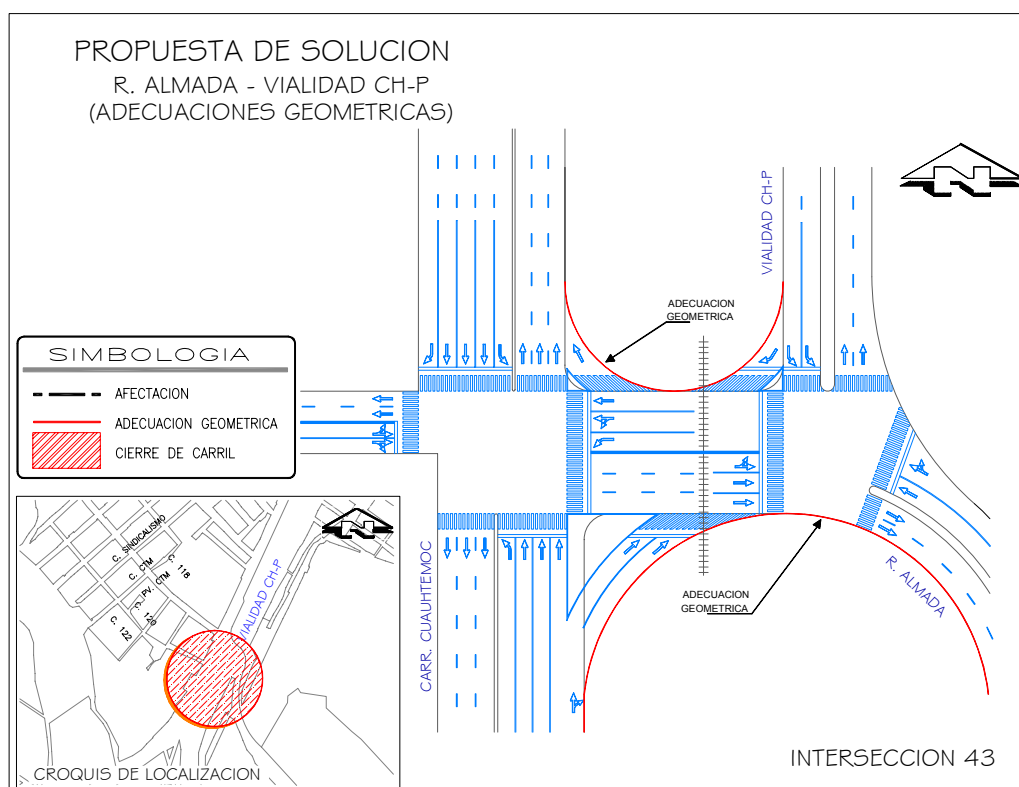 PROPUESTA DE SOLUCION
R. ALMADA - VIALIDAD CH-P
(ADECUACIONES GEOMETRICAS)
N
VIALIDAD CH-P
ADECUACION
GEOMETRICA
SIMBOLOGIA
AFECTACION
ADECUACION GEOMETRICA
CIERRE DE CARRIL
CARR. CUAUHTEMOC
R. ALMADA
ADECUACION
GEOMETRICA
N
C. SINDICALISMO
C. 118
C. CTM
PV. CTM
C. 120
C. 122
VIALIDAD CH-P
CROQUIS DE LOCALIZACION
INTERSECCION 43